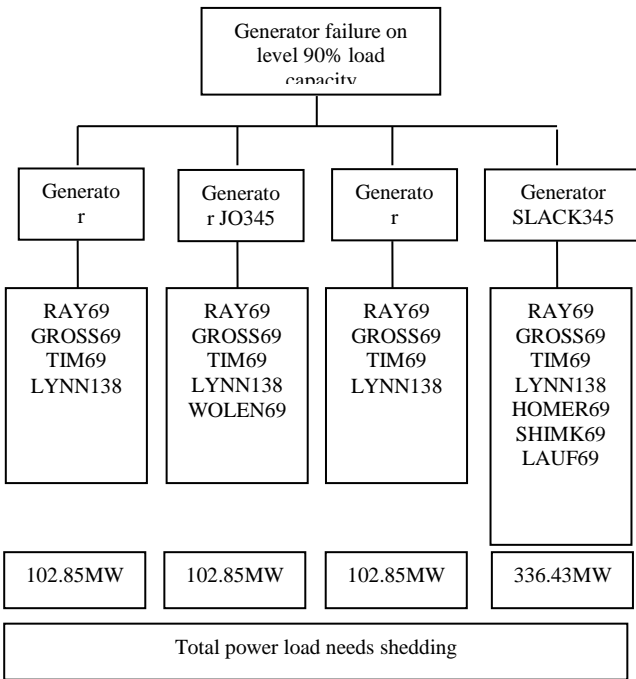 Generator failure on
level 90% load
capacity
Generato
r
Generato
r JO345
Generato
r
Generator
SLACK345
RAY69
GROSS69
TIM69
LYNN138
RAY69
GROSS69
TIM69
LYNN138
WOLEN69
RAY69
GROSS69
TIM69
LYNN138
RAY69
GROSS69
TIM69
LYNN138
HOMER69
SHIMK69
LAUF69
102.85MW
102.85MW
102.85MW
336.43MW
Total power load needs shedding